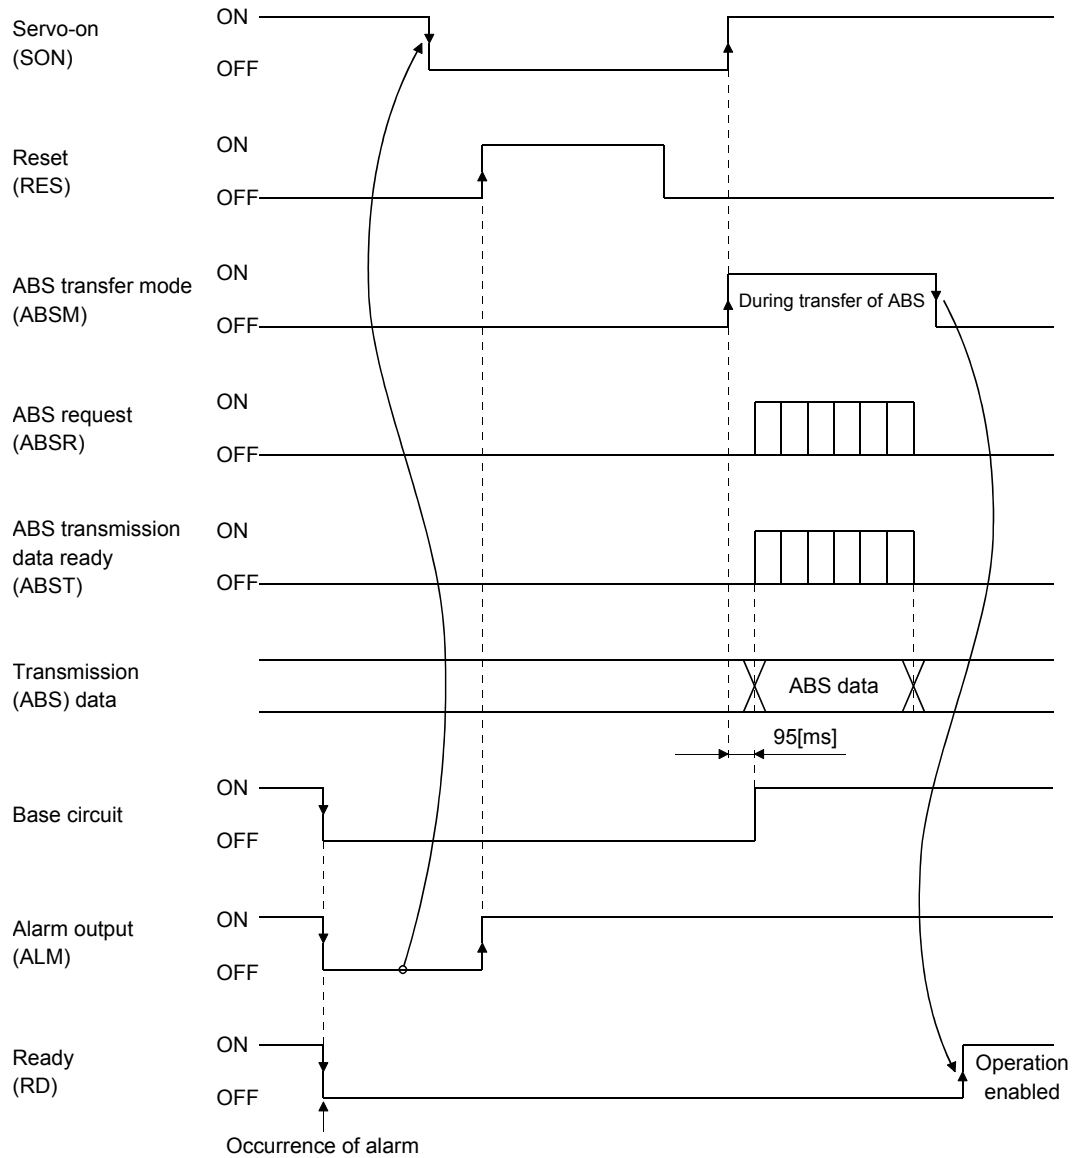 Servo-on
(SON)
ON
OFF
Reset
(RES)
ON
OFF
ABS transfer mode
(ABSM)
ON
OFF
During transfer of ABS
ABS request
(ABSR)
ON
OFF
ABS transmission
data ready
(ABST)
ON
OFF
Transmission
(ABS) data
ABS data
95[ms]
Base circuit
ON
OFF
Alarm output
(ALM)
ON
OFF
Ready
(RD)
ON
OFF
Operation
enabled
Occurrence of alarm